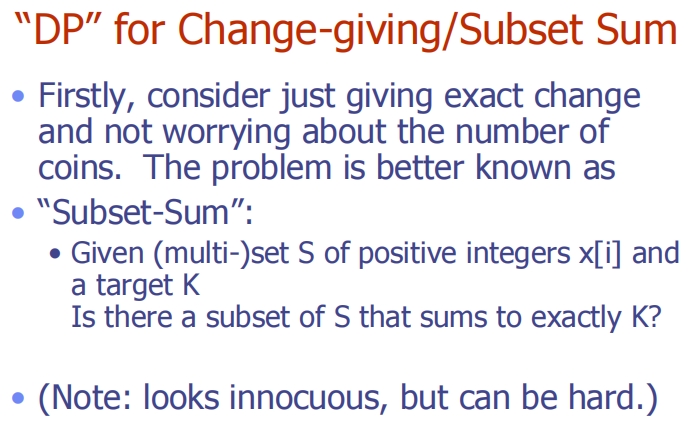 “DP” for Change-giving/Subset Sum
• Firstly, consider just giving exact change
and not worrying about the number of
coins.  The problem is better known as
• “Subset-Sum”:
• Given (multi-)set S of positive integers x[i] and
a target K
Is there a subset of S that sums to exactly K?
• (Note: looks innocuous, but can be hard.)